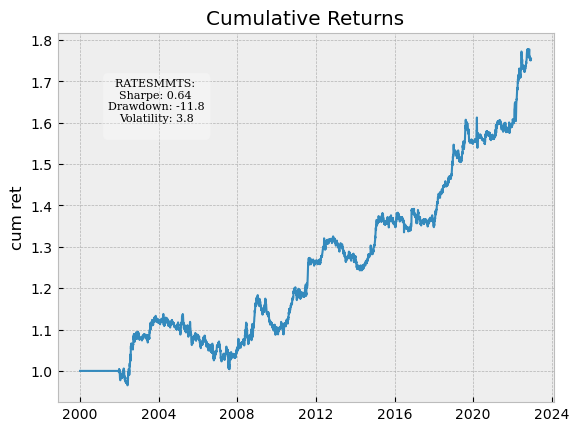 Cumulative Returns
1.8
1.7
1.6
1.5
1.4
1.3
1.2
1.1
1.0
cum ret
RATESMMTS:
Sharpe: 0.64
Drawdown: -11.8
Volatility: 3.8
2000 2004 2008 2012 2016 2020 2024